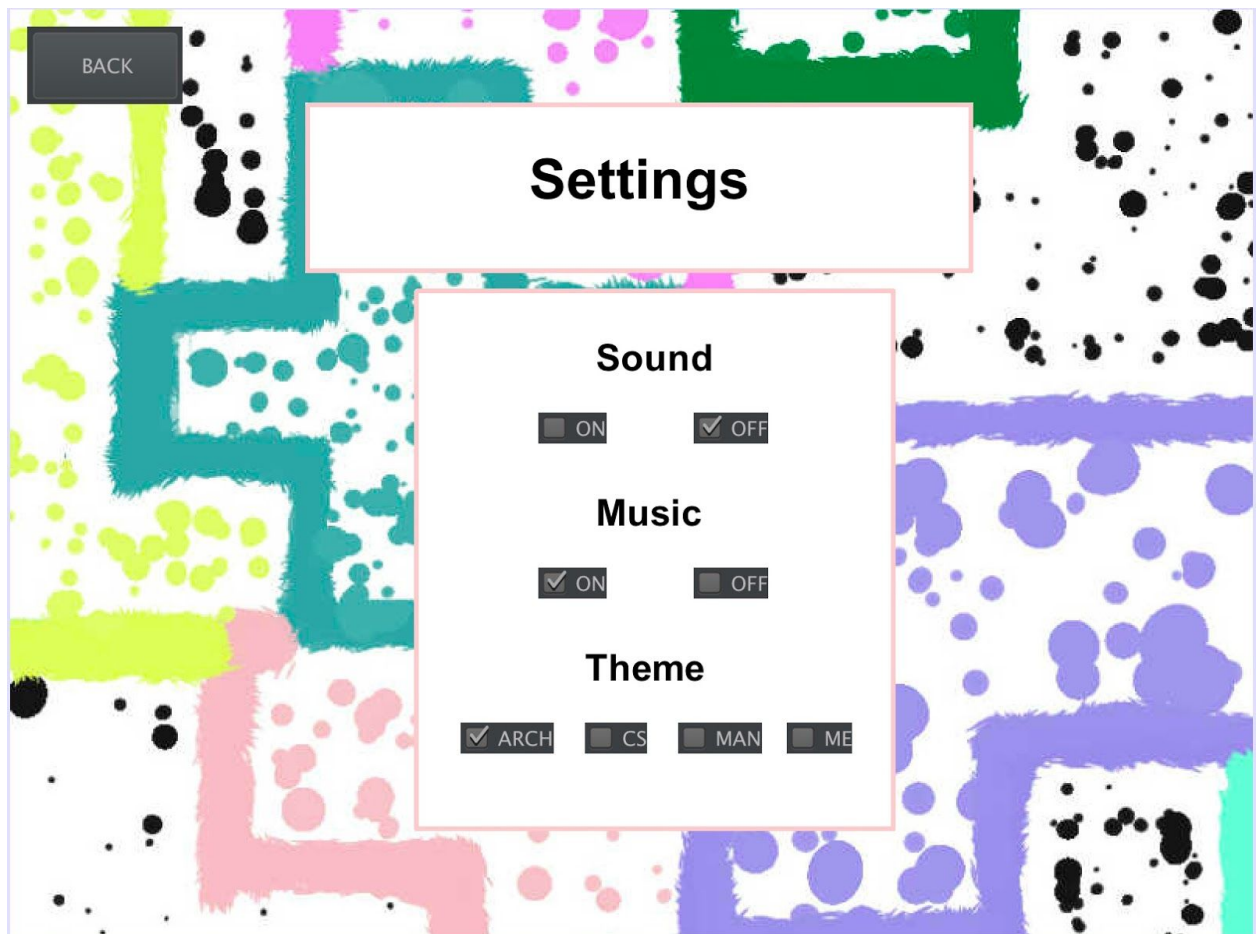 BACK
Settings
Sound
ON OFF
Music
ON OFF
Theme
ARCH CS MAN ME